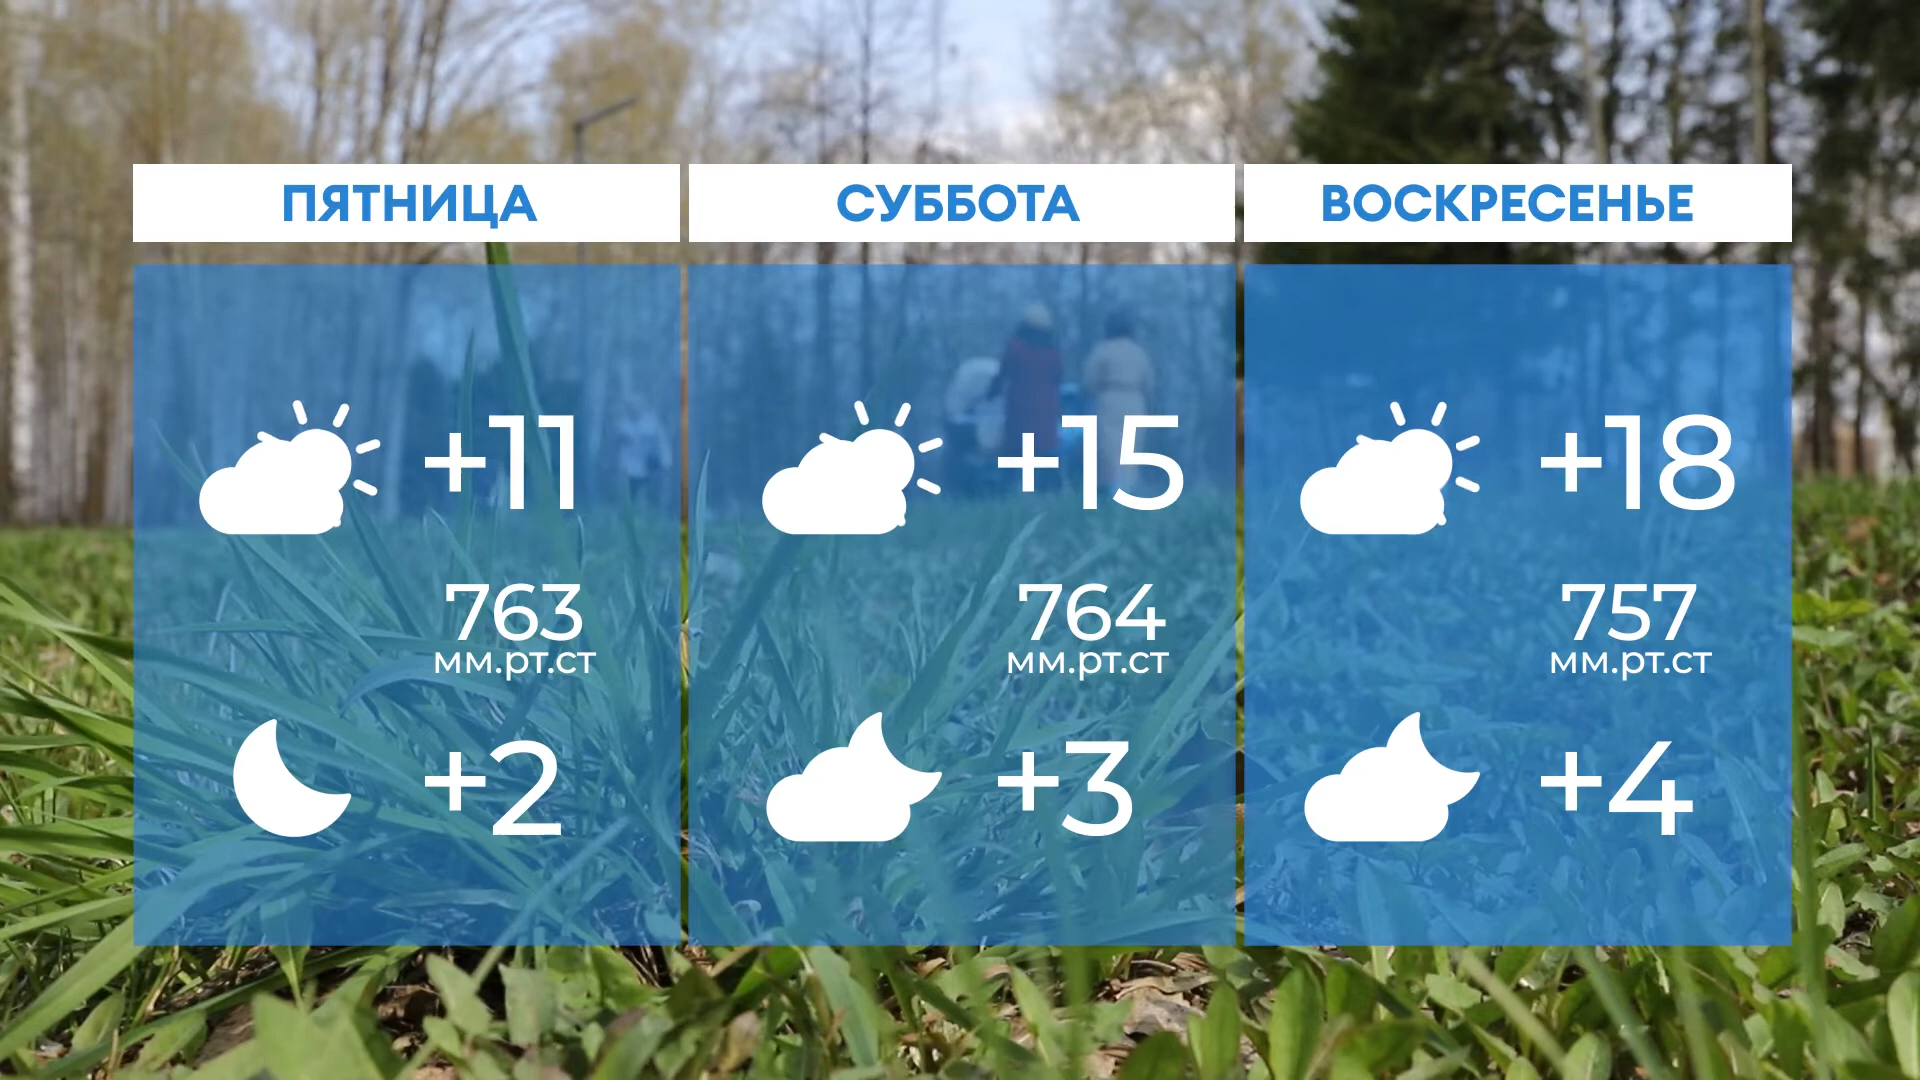 ПЯТНИЦА
+11
763
мм.рт.ст
+2
СУББОТА
+15
764
мм.рт.ст
+3
ВОСКРЕСЕНЬЕ
+18
757
мм.рт.ст
+4